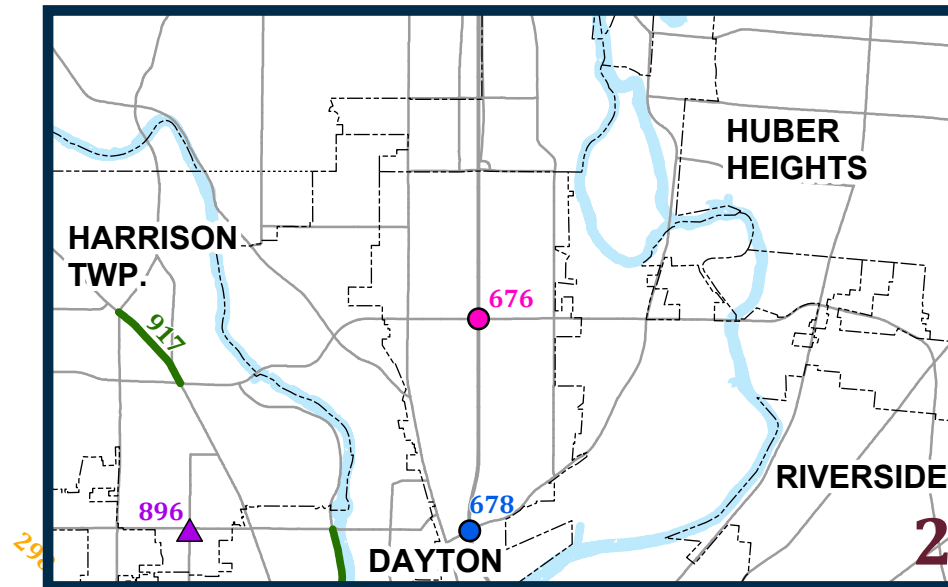 HUBER
HEIGHTS
HARRISON
TWP.
676
917
RIVERSIDE
896
678
DAYTON
2